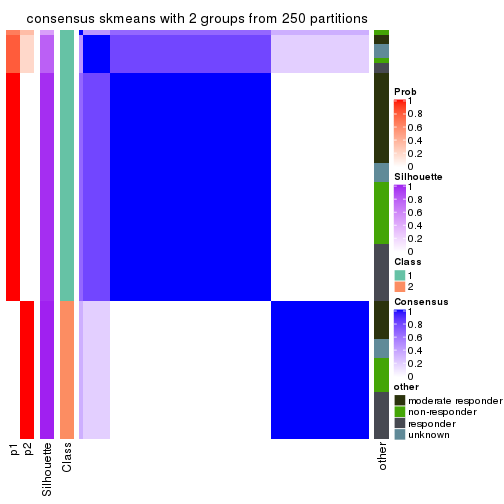 consensus skmeans with 2 groups from 250 partitions
Prob
1
0.8
0.6
0.4
0.2
0
Silhouette
1
0.8
0.6
0.4
0.2
0
Class
1
2
Consensus
1
0.8
0.6
0.4
0.2
0
other
moderate responder
non-responder
responder
unknown
p1
p2
Silhouette
Class
other